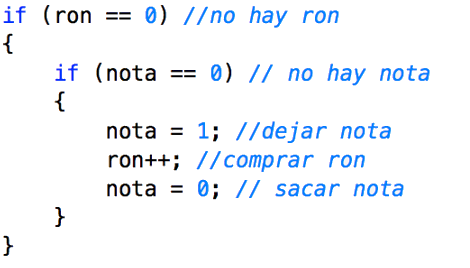 if (ron == 0) //no hay ron
{
    if (nota == 0) // no hay nota
    {
        nota = 1; //dejar nota
        ron++; //comprar ron
        nota = 0; // sacar nota
    }
}